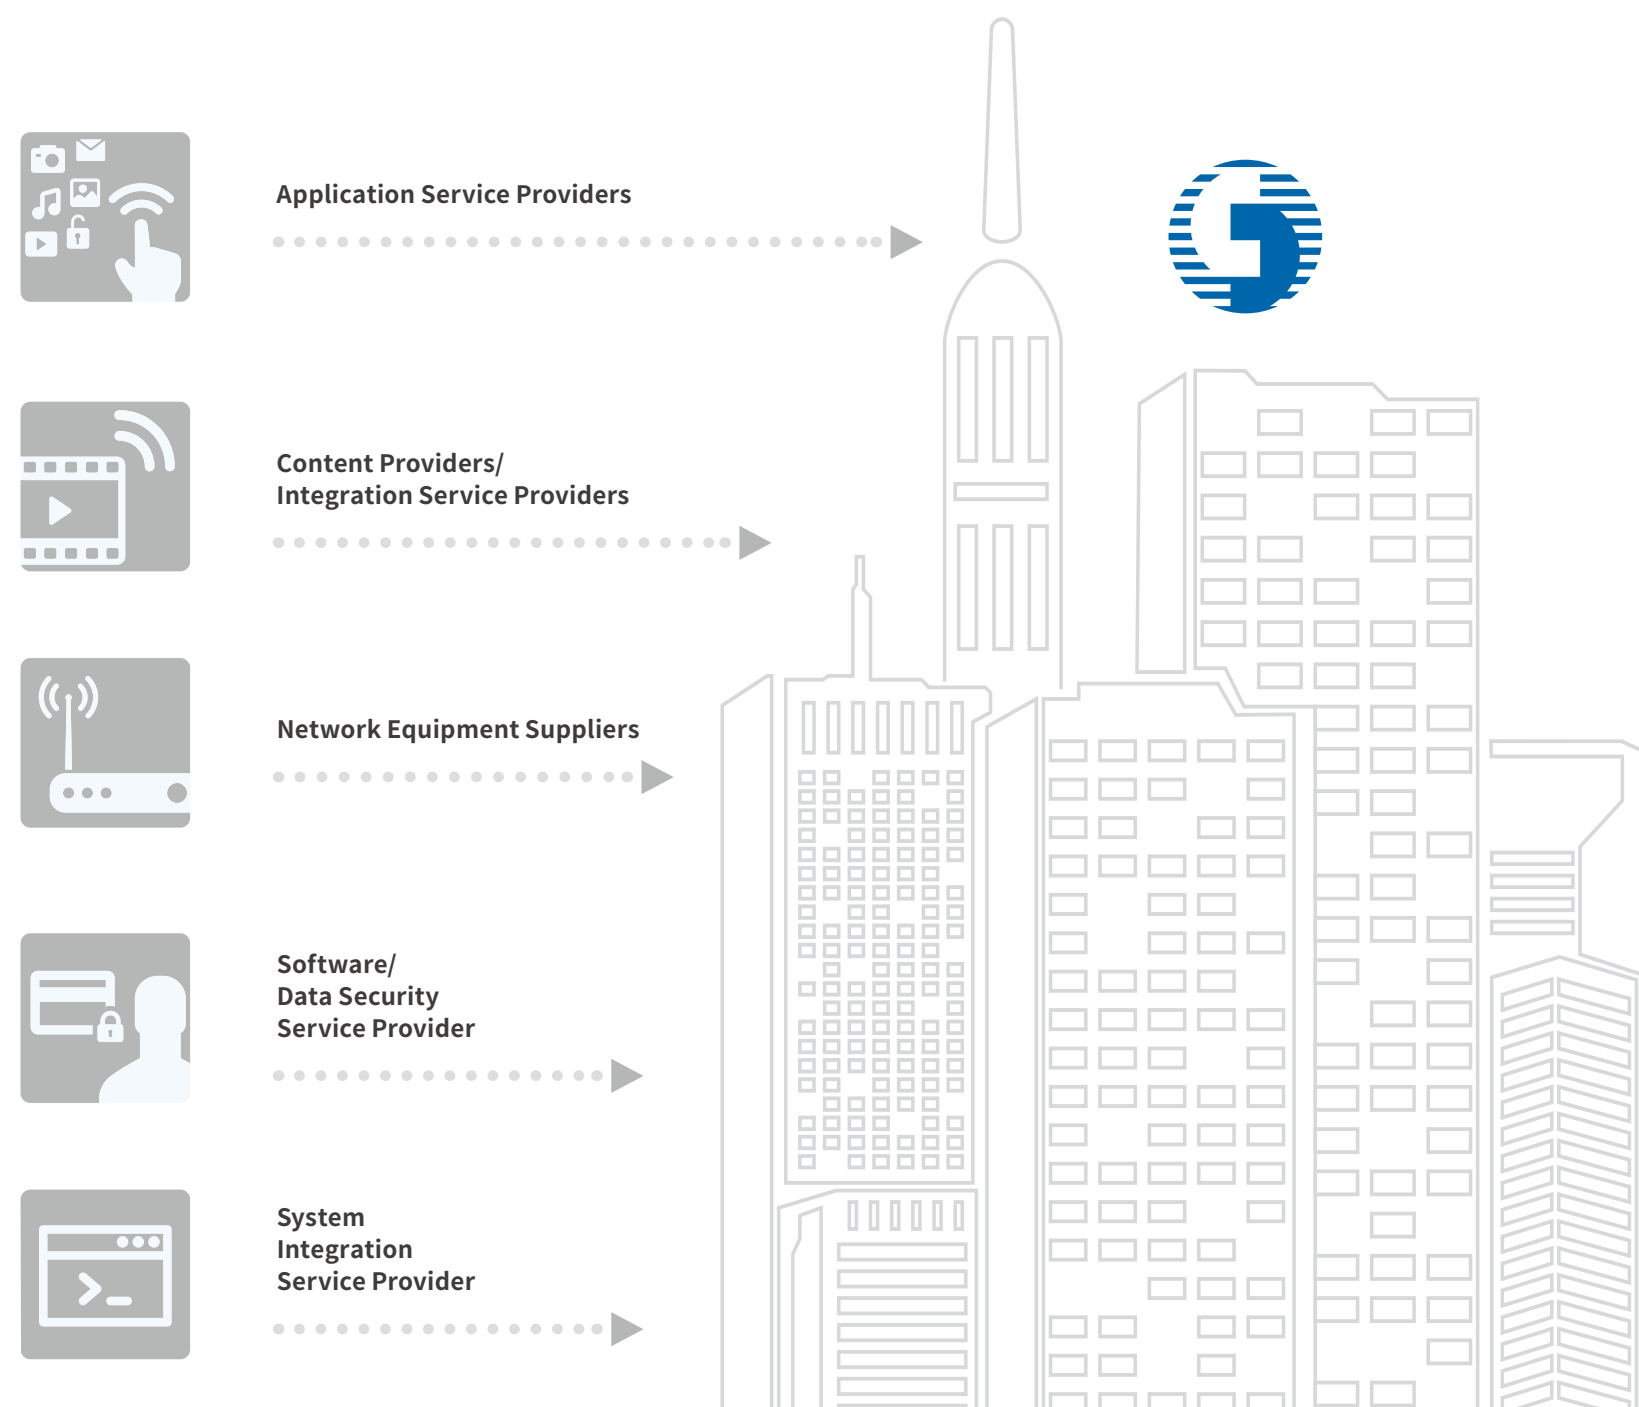 Application Service Providers
Content Providers/
Integration Service Providers
Network Equipment Suppliers
Software/
Data Security
Service Provider
System
Integration
Service Provider